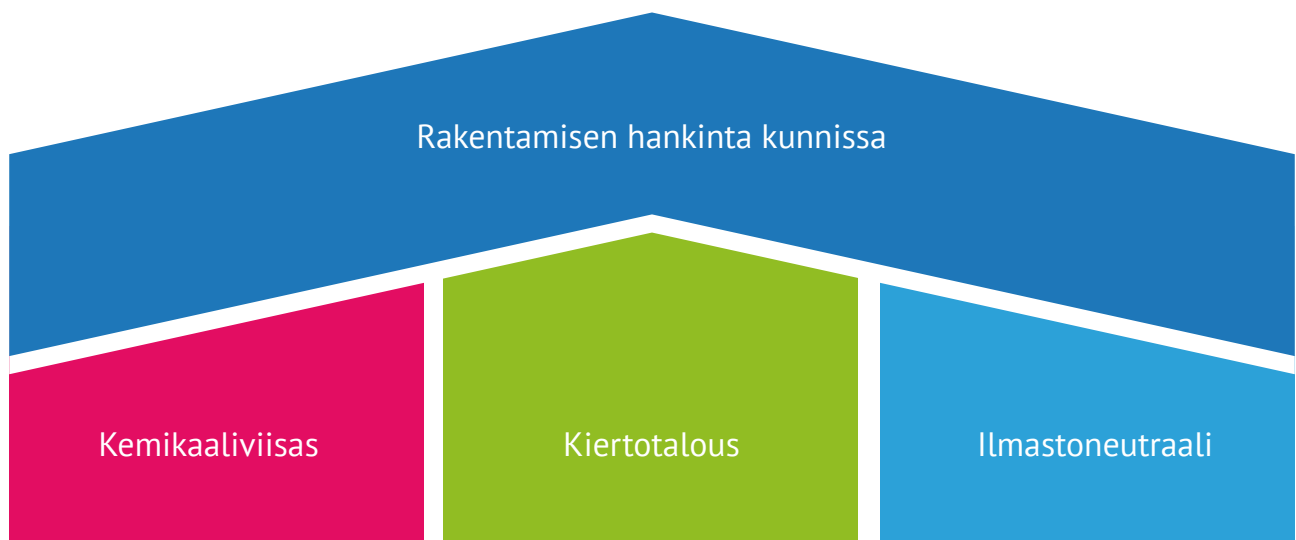 Rakentamisen hankinta kunnissa
Kemikaaliviisas
Kiertotalous
Ilmastoneutraali